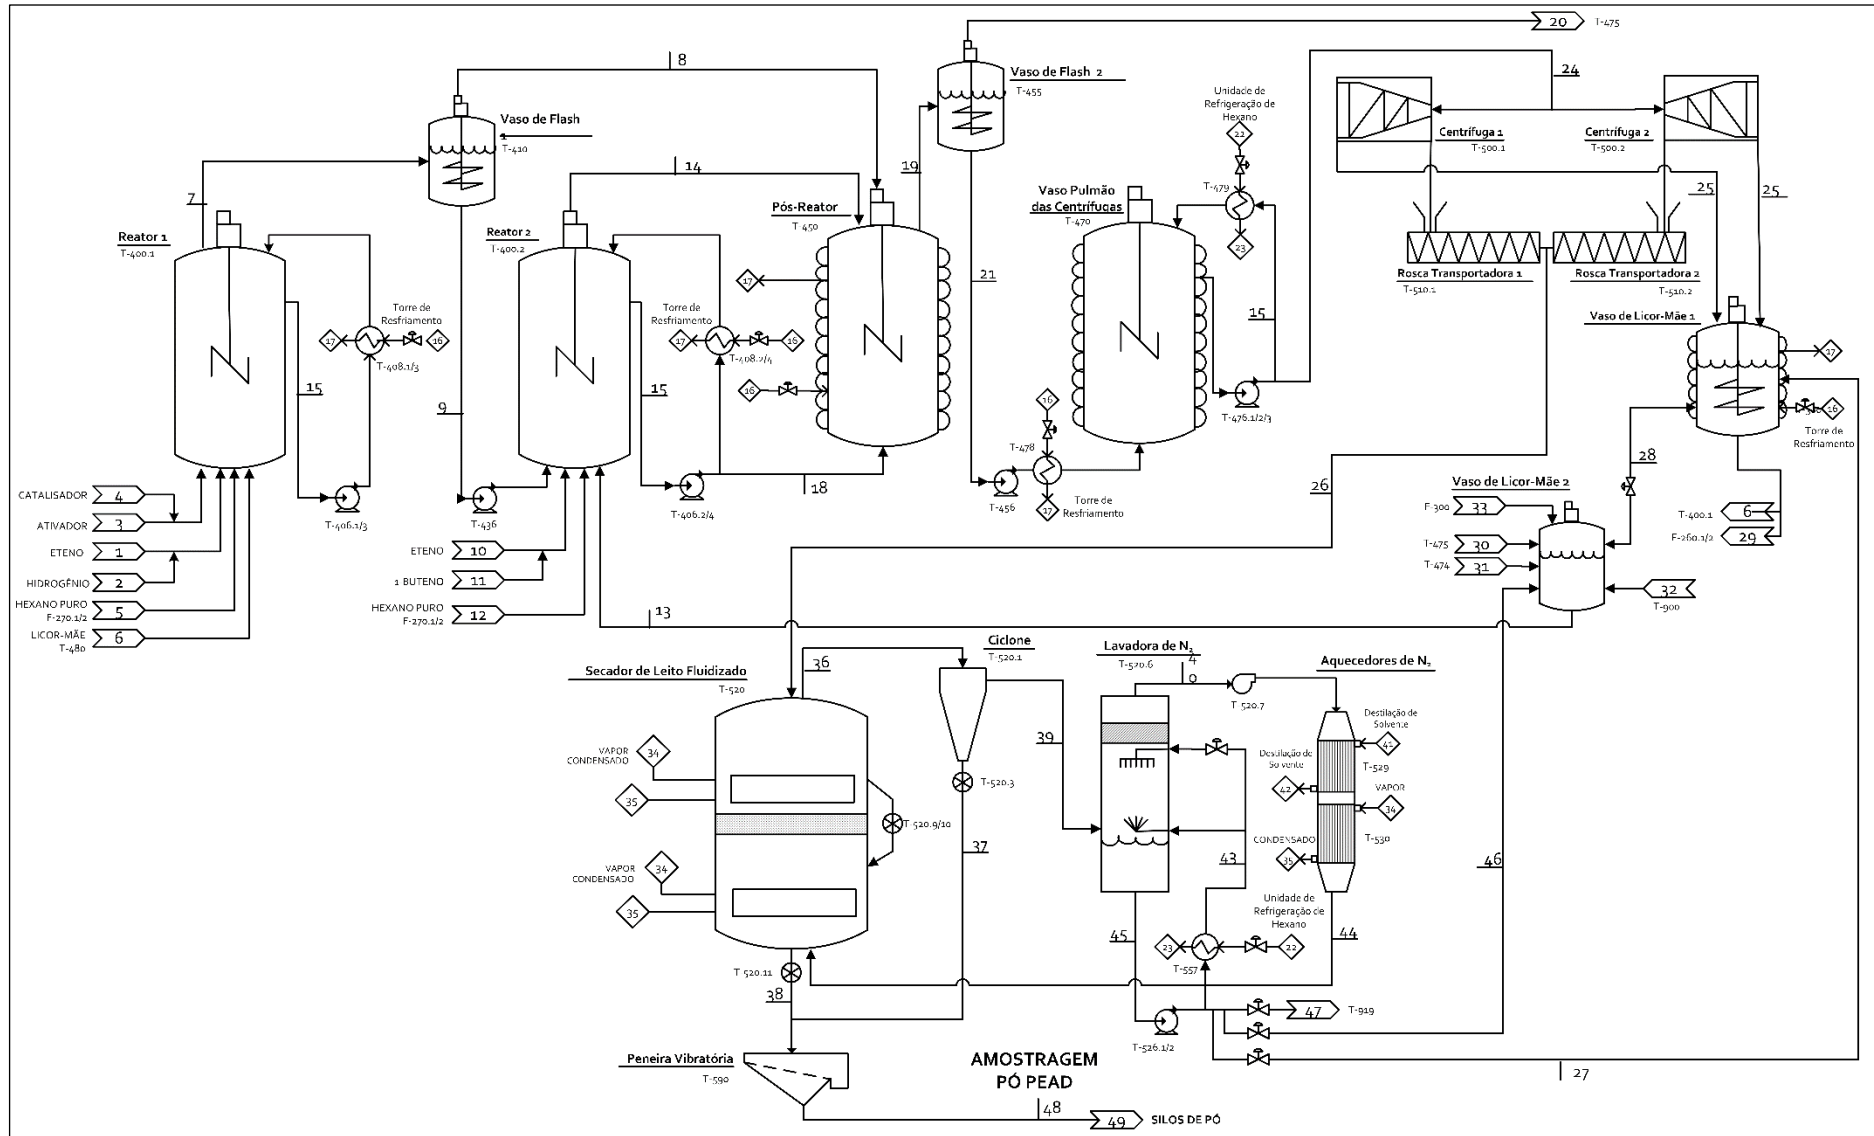 20
T-475
8
Vaso de Flash 2
T-455
24
Vaso de Flash
1
T-410
Unidade de
Refrigeração de
Hexano
22
Centrífuga 1
T-500.1
Centrífuga 2
T-500.2
14
19
7
T-479
Vaso Pulmão
das Centrífugas
T-470
25
25
Pós-Reator
T-450
Reator 1
T-400.1
Reator 2
T-400.2
23
21
17
Rosca Transportadora 1
T-510.1
Rosca Transportadora 2
T-510.2
Torre de
Resfriamento
17
16
T-408.1/3
Torre de
Resfriamento
17
16
T-408.2/4
15
Vaso de Licor-Mãe 1
17
15
9
15
16
T-476.1/2/3
16
16
Torre de
Resfriamento
T-478
28
CATALISADOR
4
18
26
Vaso de Licor-Mãe 2
T-406.1/3
T-436
T-406.2/4
T-456
17
Torre de
Resfriamento
F-300
33
T-400.1
6
ATIVADOR
3
F-260.1/2
29
ETENO
1
ETENO
10
T-475
30
T-474
31
HIDROGÊNIO
2
1 BUTENO
11
32
T-900
HEXANO PURO
F-270.1/2
5
HEXANO PURO
F-270.1/2
12
13
LICOR-MÃE
T-480
6
Ciclone
T-520.1
Lavadora de N₂
T-520.6
4
0
Aquecedores de N₂
36
Secador de Leito Fluidizado
T-520
T-520.7
Destilação de
Solvente
41
39
VAPOR
CONDENSADO
34
Destilação de
Solvente
T-529
T-520.3
42
VAPOR
34
35
T-520.9/10
CONDENSADO
T-530
37
43
35
46
VAPOR
CONDENSADO
34
35
Unidade de
Refrigeração de
Hexano
45
23
22
44
T-557
T-520.11
38
47
T-919
T-526.1/2
Peneira Vibratória
T-590
AMOSTRAGEM
PÓ PEAD
27
48
49
SILOS DE PÓ